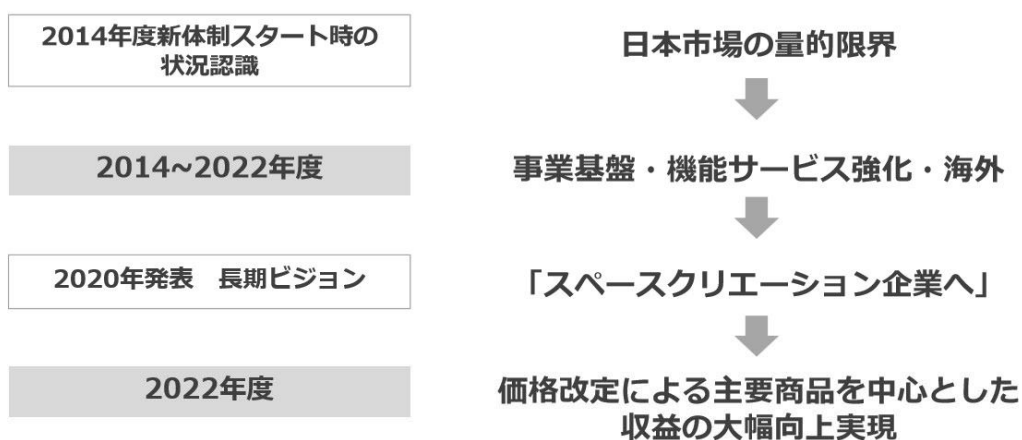 2014年度新体制スタート時の
状況認識
日本市場の量的限界
2014~2022年度
事業基盤・機能サービス強化・海外
2020年発表　長期ビジョン
「スペースクリエーション企業へ」
2022年度
価格改定による主要商品を中心とした
収益の大幅向上実現